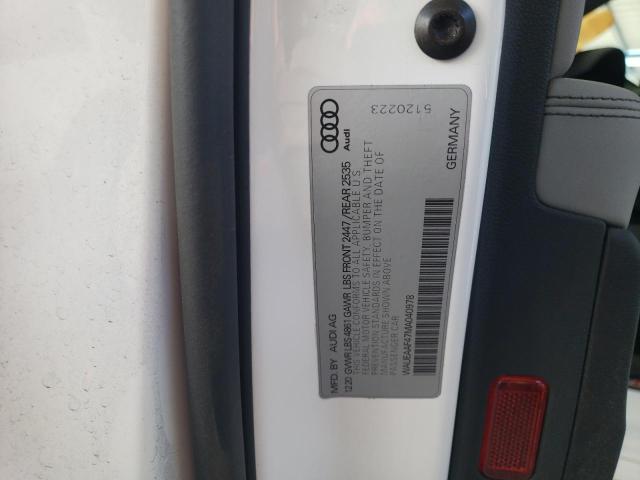 MFD. BY AUDI AG
12.20 GVWR LBS 4861 GAWR LBS FRONT 2447 / REAR 2535
THIS VEHICLE CONFORMS TO ALL APPLICABLE U.S.
FEDERAL MOTOR VEHICLE SAFETY, BUMPER AND THEFT
PREVENTION STANDARDS IN EFFECT ON THE DATE OF
MANUFACTURE SHOWN ABOVE
PASSENGER CAR
WAUEAAF47MA040978
Audi
GERMANY
5120223